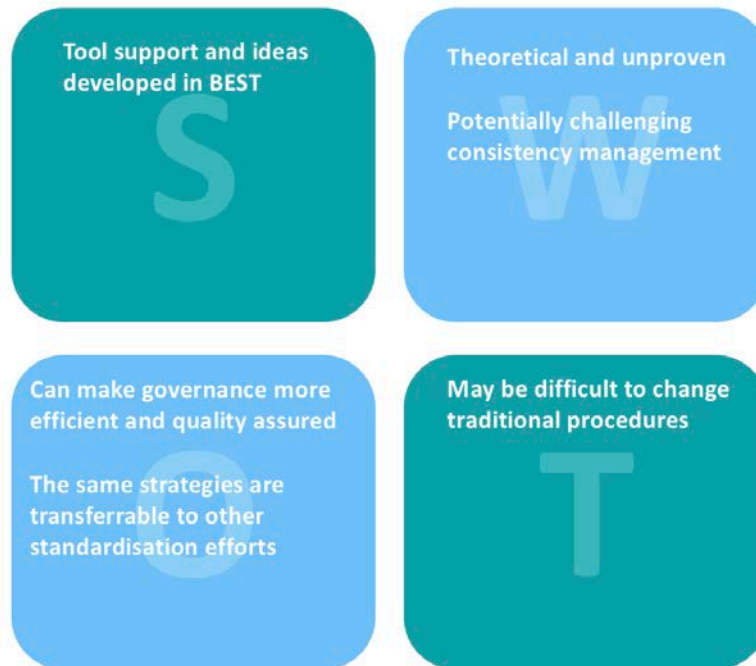 Tool support and ideas
developed in BEST
S
Theoretical and unproven
Potentially challenging
consistency management
W
Can make governance more
efficient and quality assured
The same strategies are
transferrable to other
standardisation efforts
O
May be difficult to change
traditional procedures
T